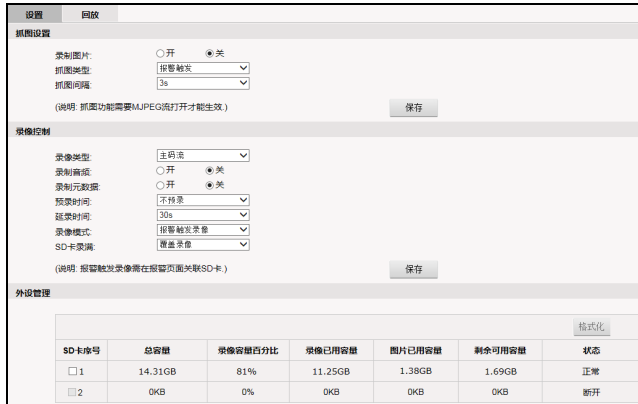 设置 回放
抓图设置
录制图片: 开 关
抓图类型: 报警触发
抓图间隔: 3s
(说明: 抓图功能需要MJPEG流打开才能生效.) 保存
录像控制
录像类型: 主码流
录制音频: 开 关
录制元数据: 开 关
预录时间: 不预录
延录时间: 30s
录像模式: 报警触发录像
SD卡录满: 覆盖录像
(说明: 报警触发录像需在报警页面关联SD卡.) 保存
外设管理
格式化
SD卡序号 总容量 录像容量百分比 录像已用容量 图片已用容量 剩余可用容量 状态
1 14.31GB 81% 11.25GB 1.38GB 1.69GB 正常
2 0KB 0% 0KB 0KB 0KB 断开